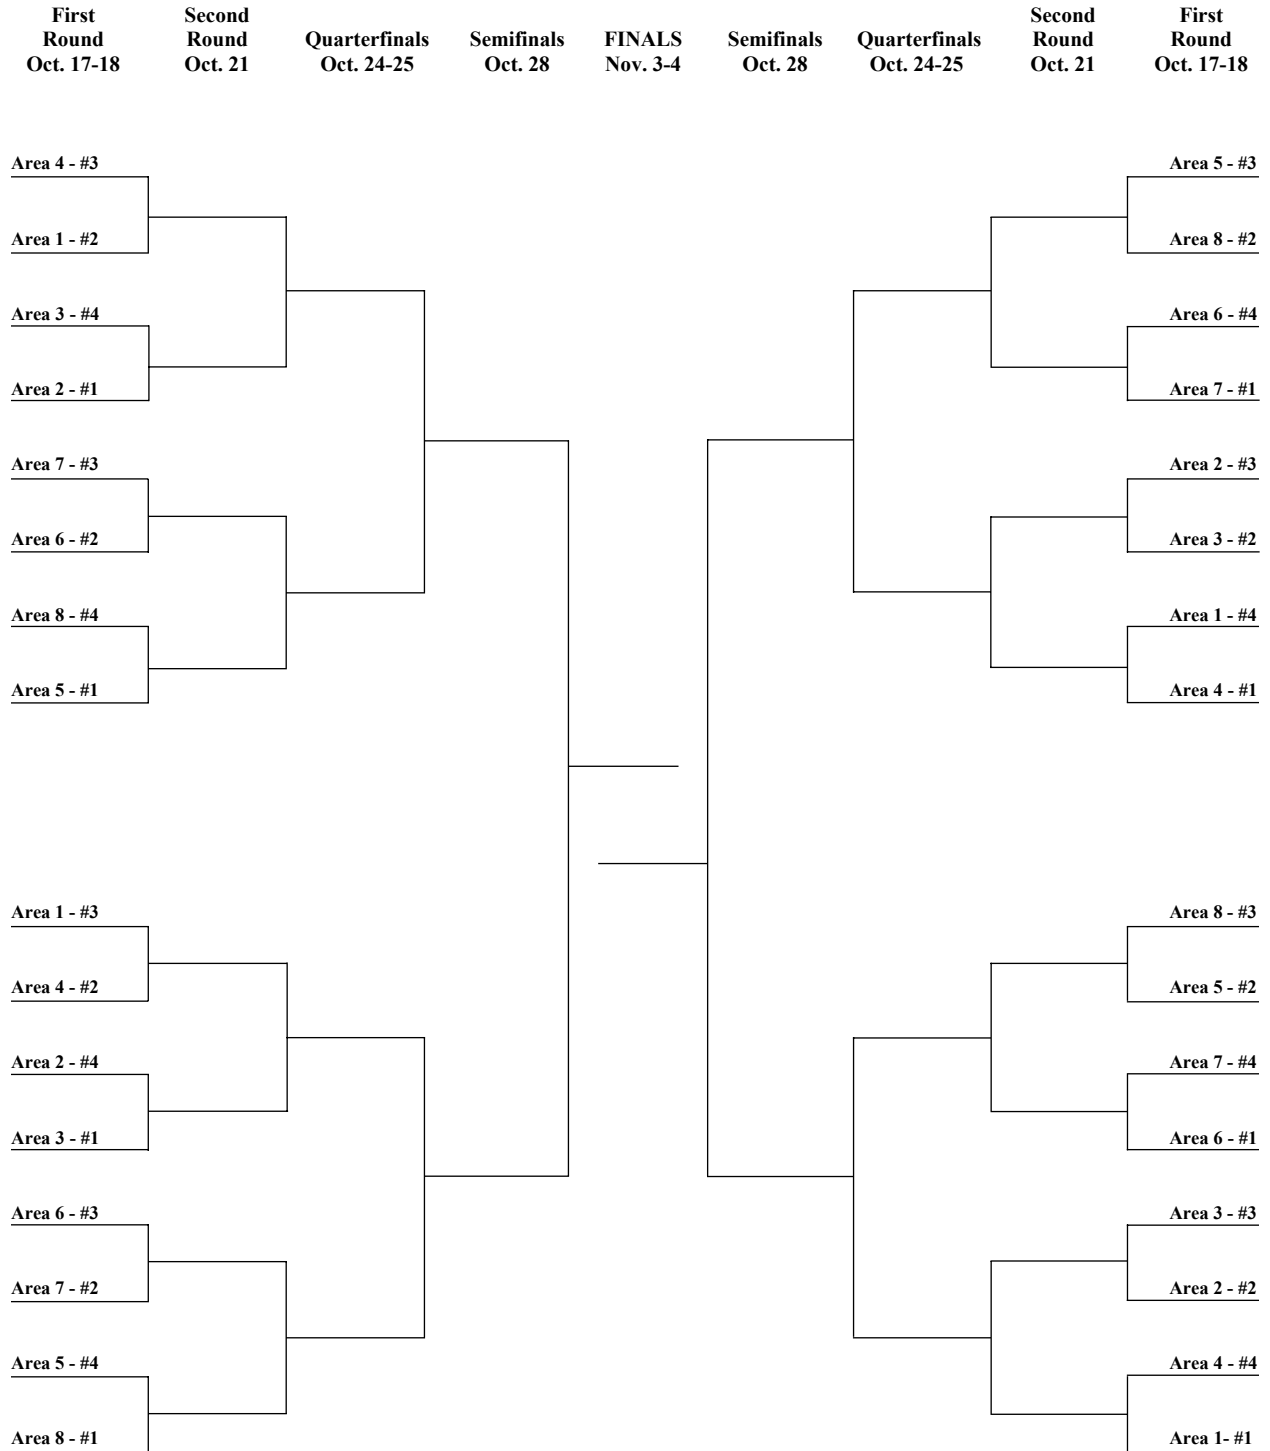 First Round Oct. 17-18
Second Round Oct. 21
Quarterfinals Oct. 24-25
Semifinals Oct. 28
FINALS Nov. 3-4
Semifinals Oct. 28
Quarterfinals Oct. 24-25
Second Round Oct. 21
First Round Oct. 17-18
Area 4 - #3
Area 1 - #2
Area 3 - #4
Area 2 - #1
Area 7 - #3
Area 6 - #2
Area 8 - #4
Area 5 - #1
Area 1 - #3
Area 4 - #2
Area 2 - #4
Area 3 - #1
Area 6 - #3
Area 7 - #2
Area 5 - #4
Area 8 - #1
Area 5 - #3
Area 8 - #2
Area 6 - #4
Area 7 - #1
Area 2 - #3
Area 3 - #2
Area 1 - #4
Area 4 - #1
Area 8 - #3
Area 5 - #2
Area 7 - #4
Area 6 - #1
Area 3 - #3
Area 2 - #2
Area 4 - #4
Area 1- #1